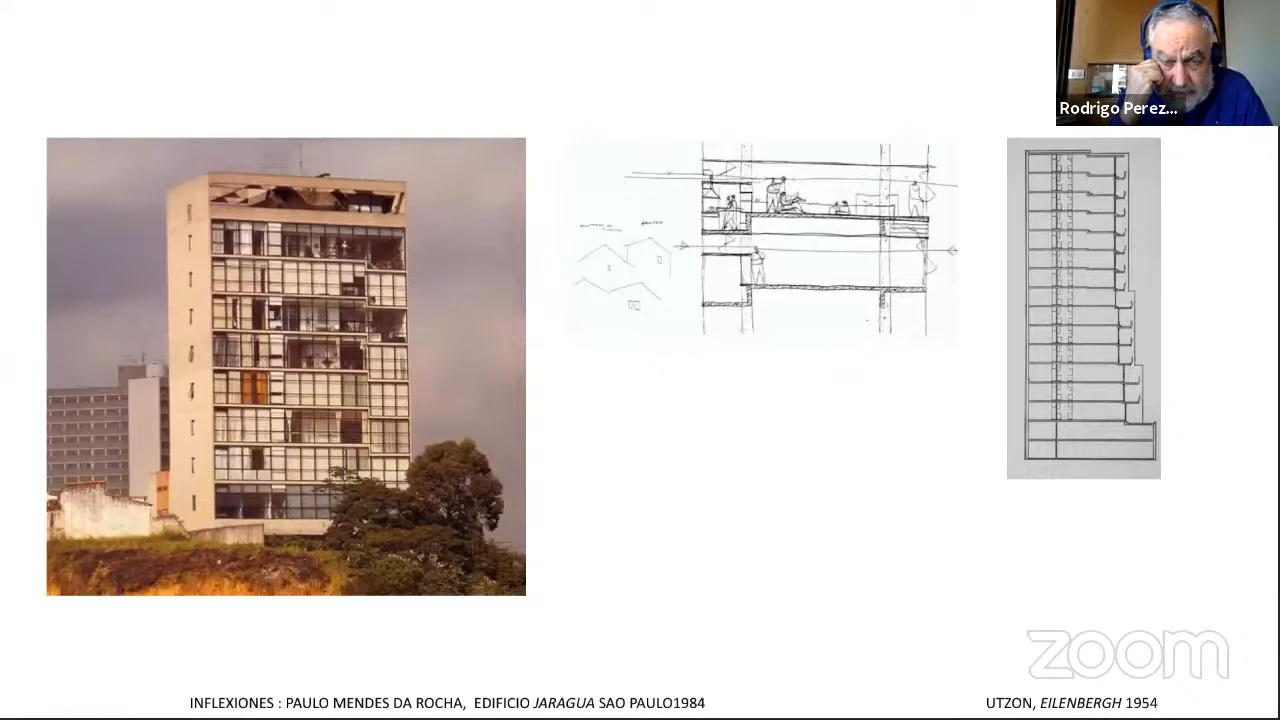 Rodrigo Perez...
zoom
INFLEXIONES : PAULO MENDES DA ROCHA, EDIFICIO JARAGUA SAO PAULO1984
UTZON, EILENBERGH 1954